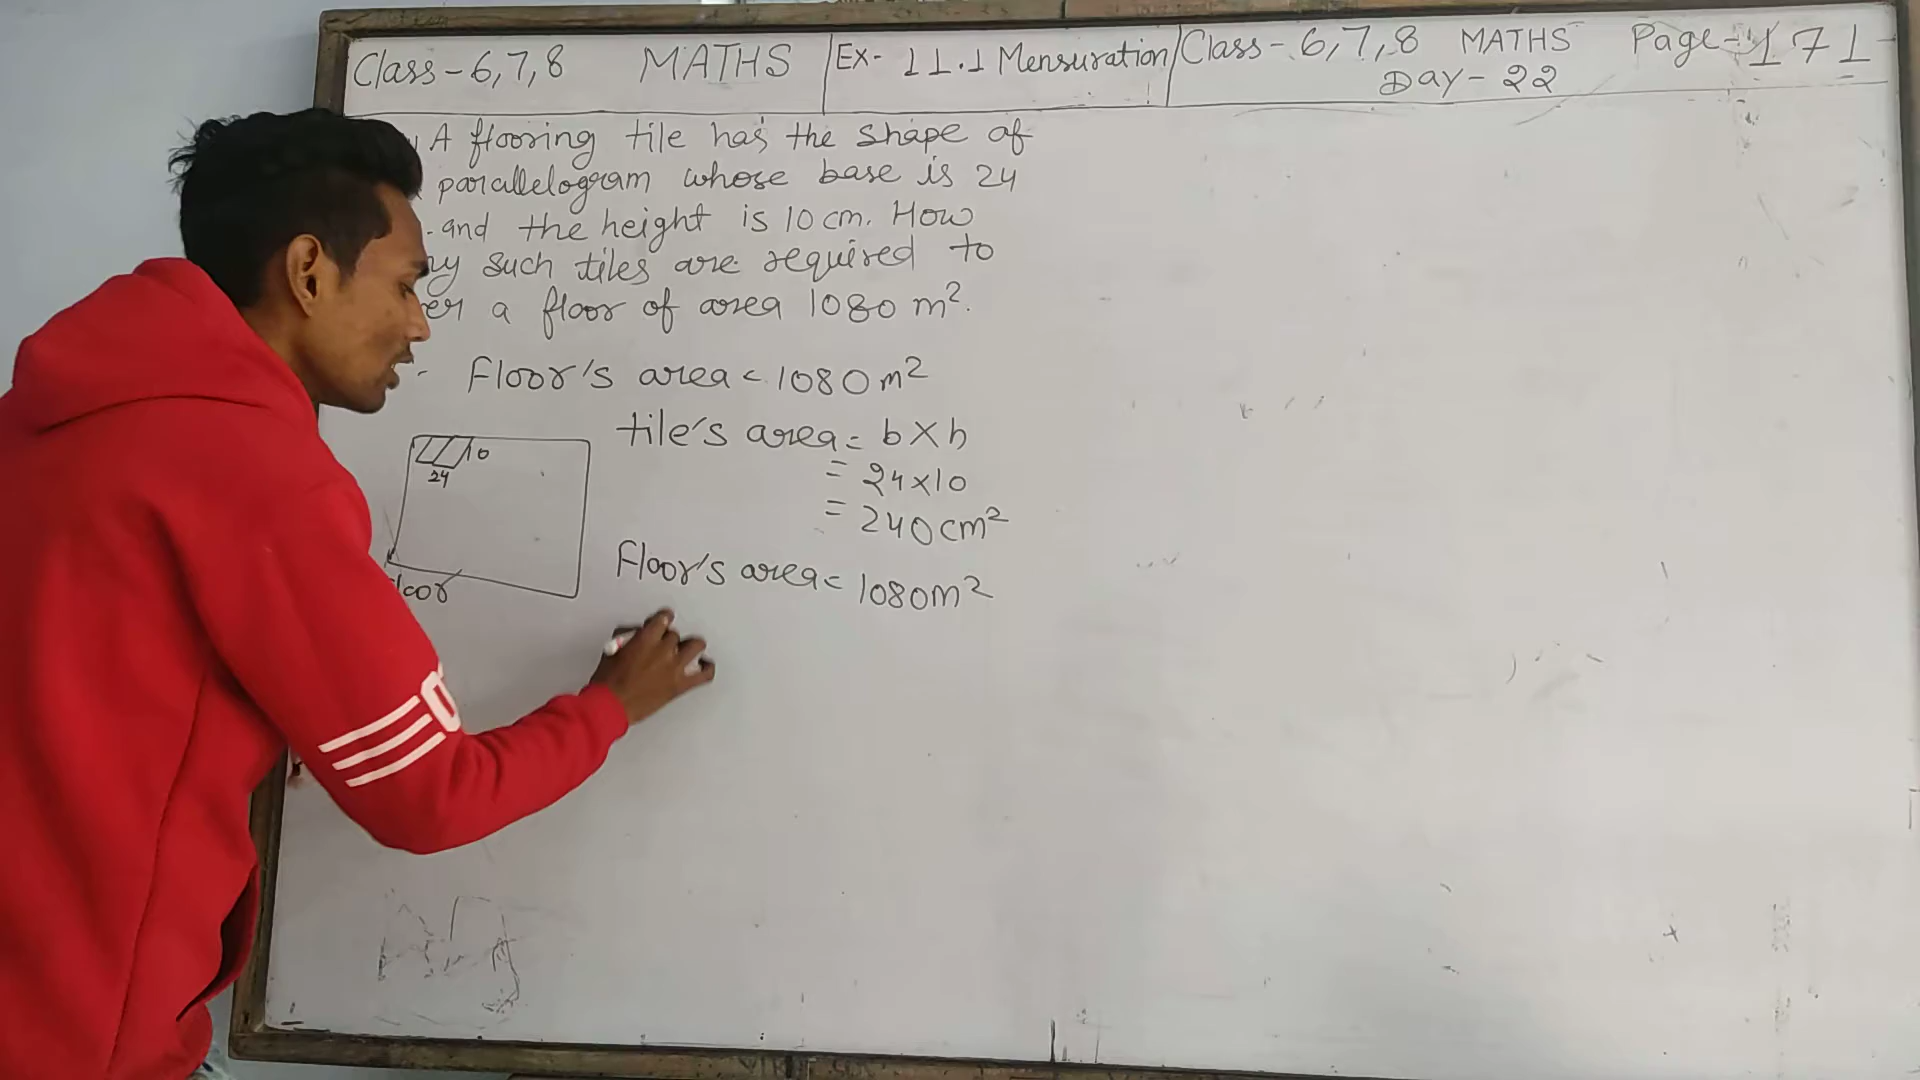 Class-6,7,8 MATHS
Ex- 11.1 Mensuration
Class-6,7,8 MATHS Page-171
Day-22
A flooring tile has the shape of
parallelogram whose base is 24
and the height is 10 cm. How
such tiles are required to
a floor of area 1080 m².
Floor's area = 1080 m²
tile's area = b×h
= 24×10
= 240 cm²
10
24
Floor's area = 1080 m²